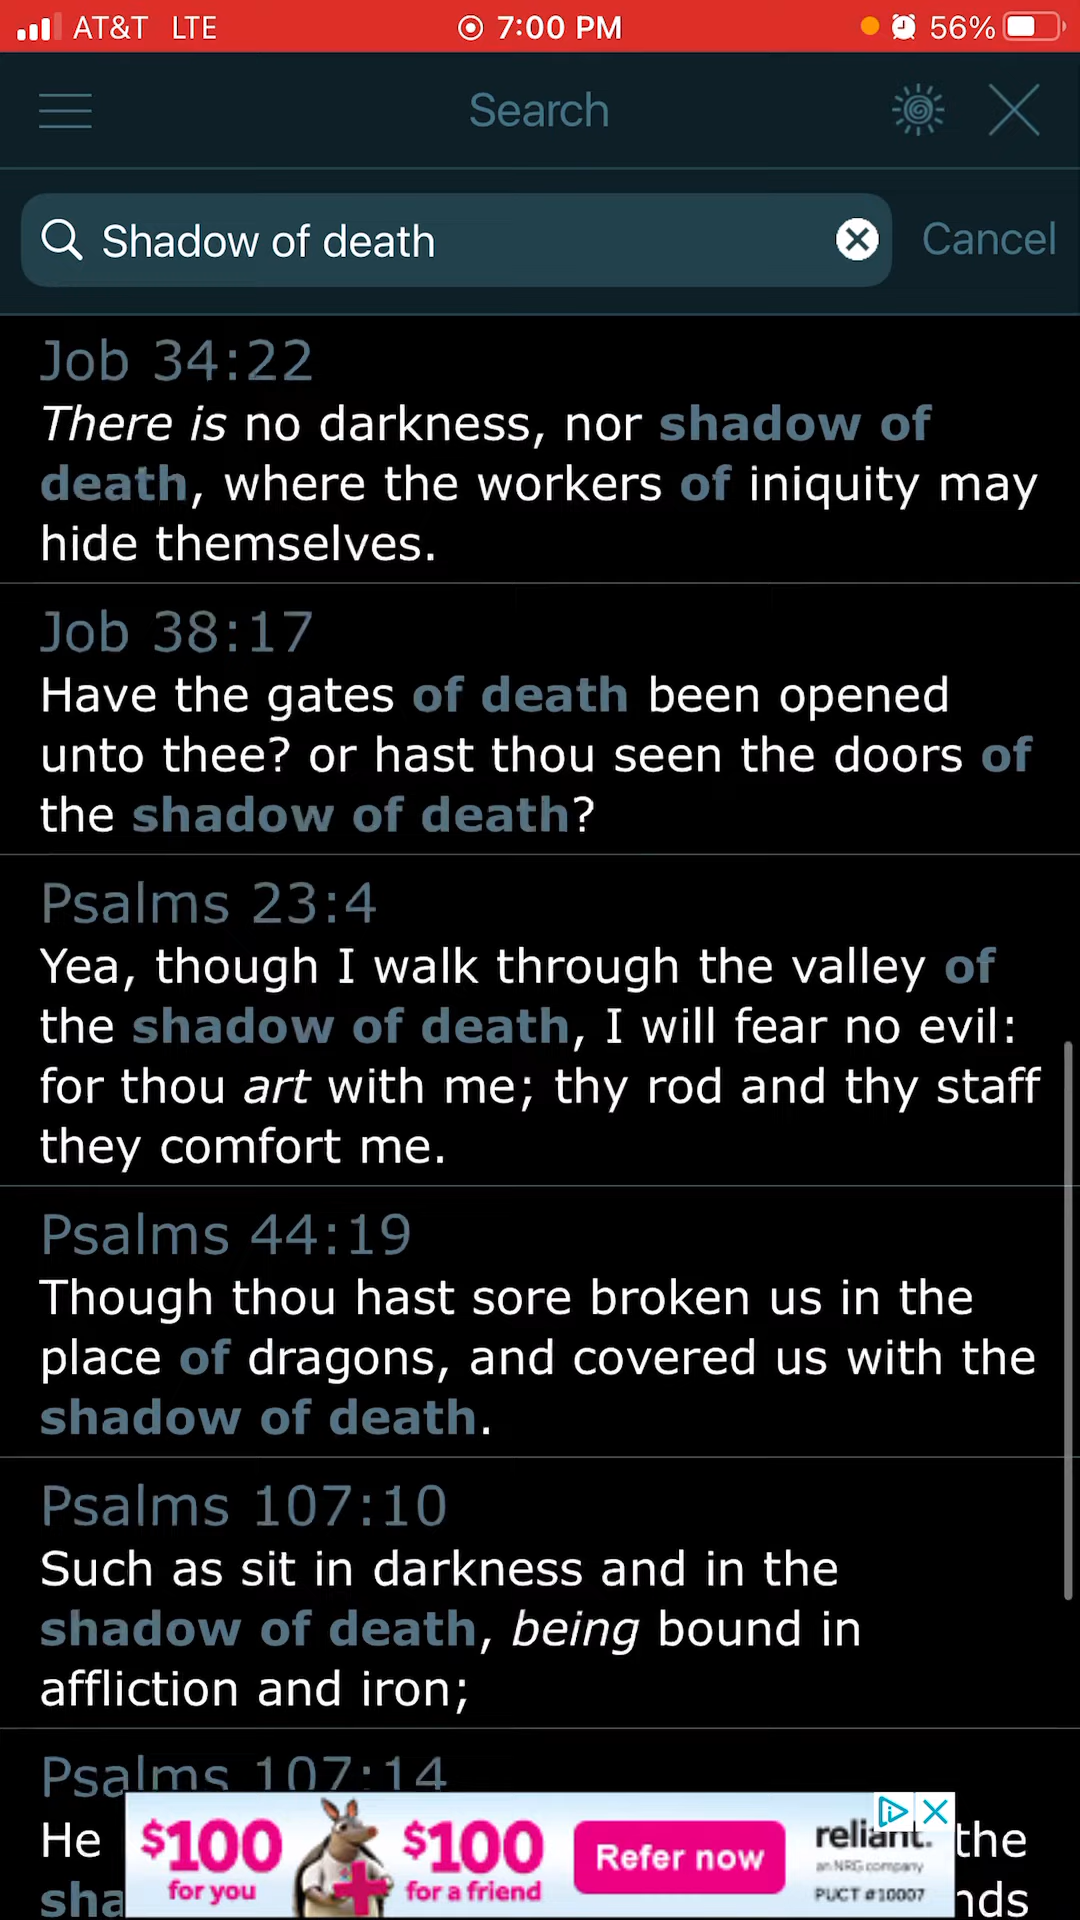 AT&T LTE 7:00 PM 56%
Search
Shadow of death Cancel
Job 34:22
There is no darkness, nor shadow of
death, where the workers of iniquity may
hide themselves.
Job 38:17
Have the gates of death been opened
unto thee? or hast thou seen the doors of
the shadow of death?
Psalms 23:4
Yea, though I walk through the valley of
the shadow of death, I will fear no evil:
for thou art with me; thy rod and thy staff
they comfort me.
Psalms 44:19
Though thou hast sore broken us in the
place of dragons, and covered us with the
shadow of death.
Psalms 107:10
Such as sit in darkness and in the
shadow of death, being bound in
affliction and iron;
Psalms 107:14
He the
$100 for you
$100 for a friend
Refer now
reliant.
an NRG company
PUCT #10007